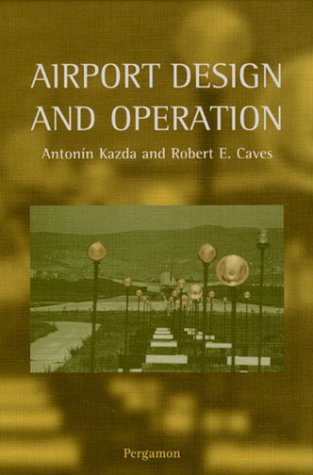 AIRPORT DESIGN
AND OPERATION
Antonín Kazda and Robert E. Caves
Pergamon